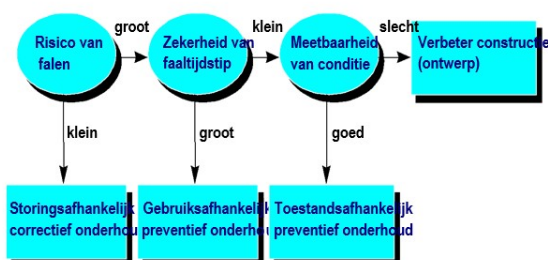 Risico van
falen
groot
Zekerheid van
faaltijdstip
klein
Meetbaarheid
van conditie
slecht
Verbeter constructie
(ontwerp)
klein
groot
goed
Storingsafhankelijk
correctief onderhou
Gebruiksafhankelijk
preventief onderhoud
Toestandsafhankelijk
preventief onderhoud